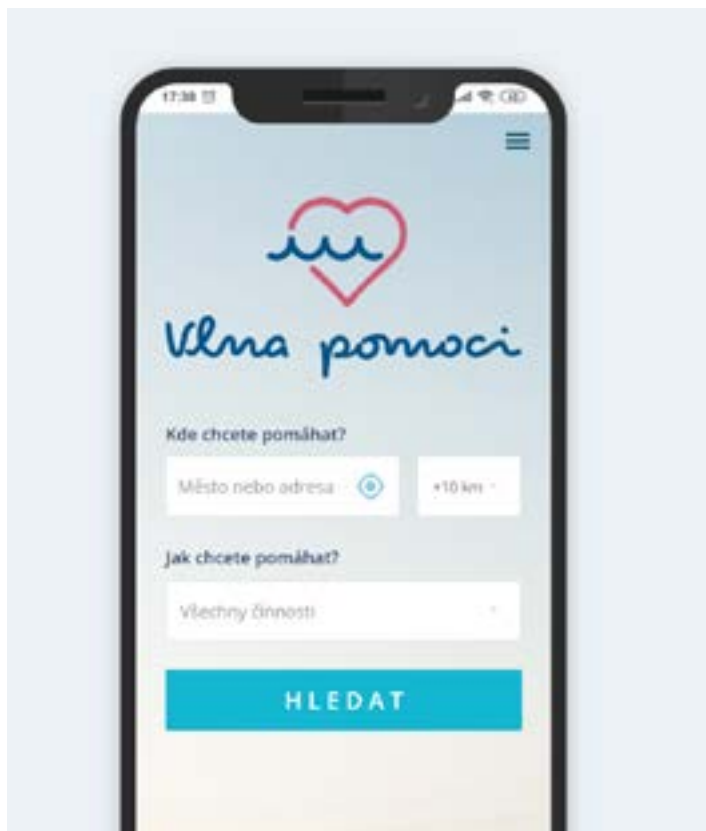 17:38
Vlna pomoci
Kde chcete pomáhat?
Město nebo adresa
+10 km
Jak chcete pomáhat?
Všechny činnosti
HLEDAT